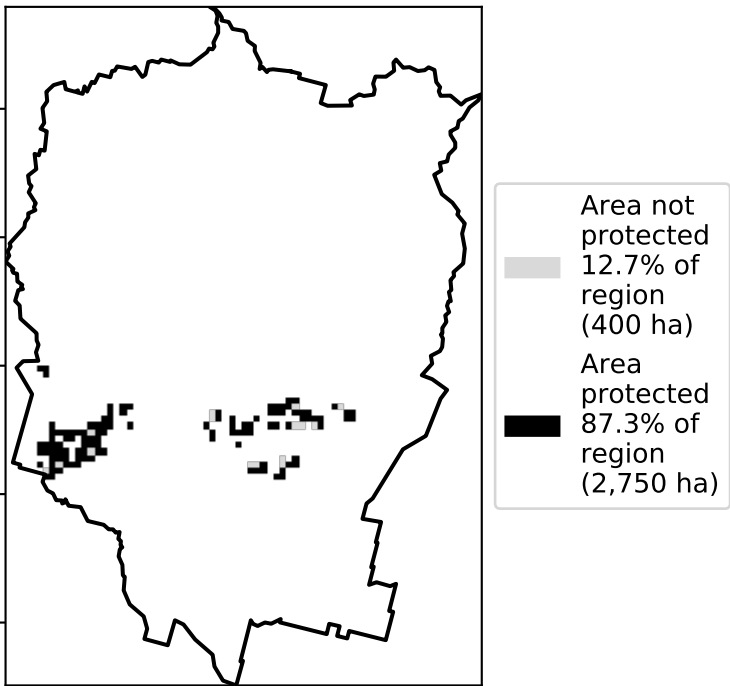 Area not
protected
12.7% of
region
(400 ha)
Area
protected
87.3% of
region
(2,750 ha)